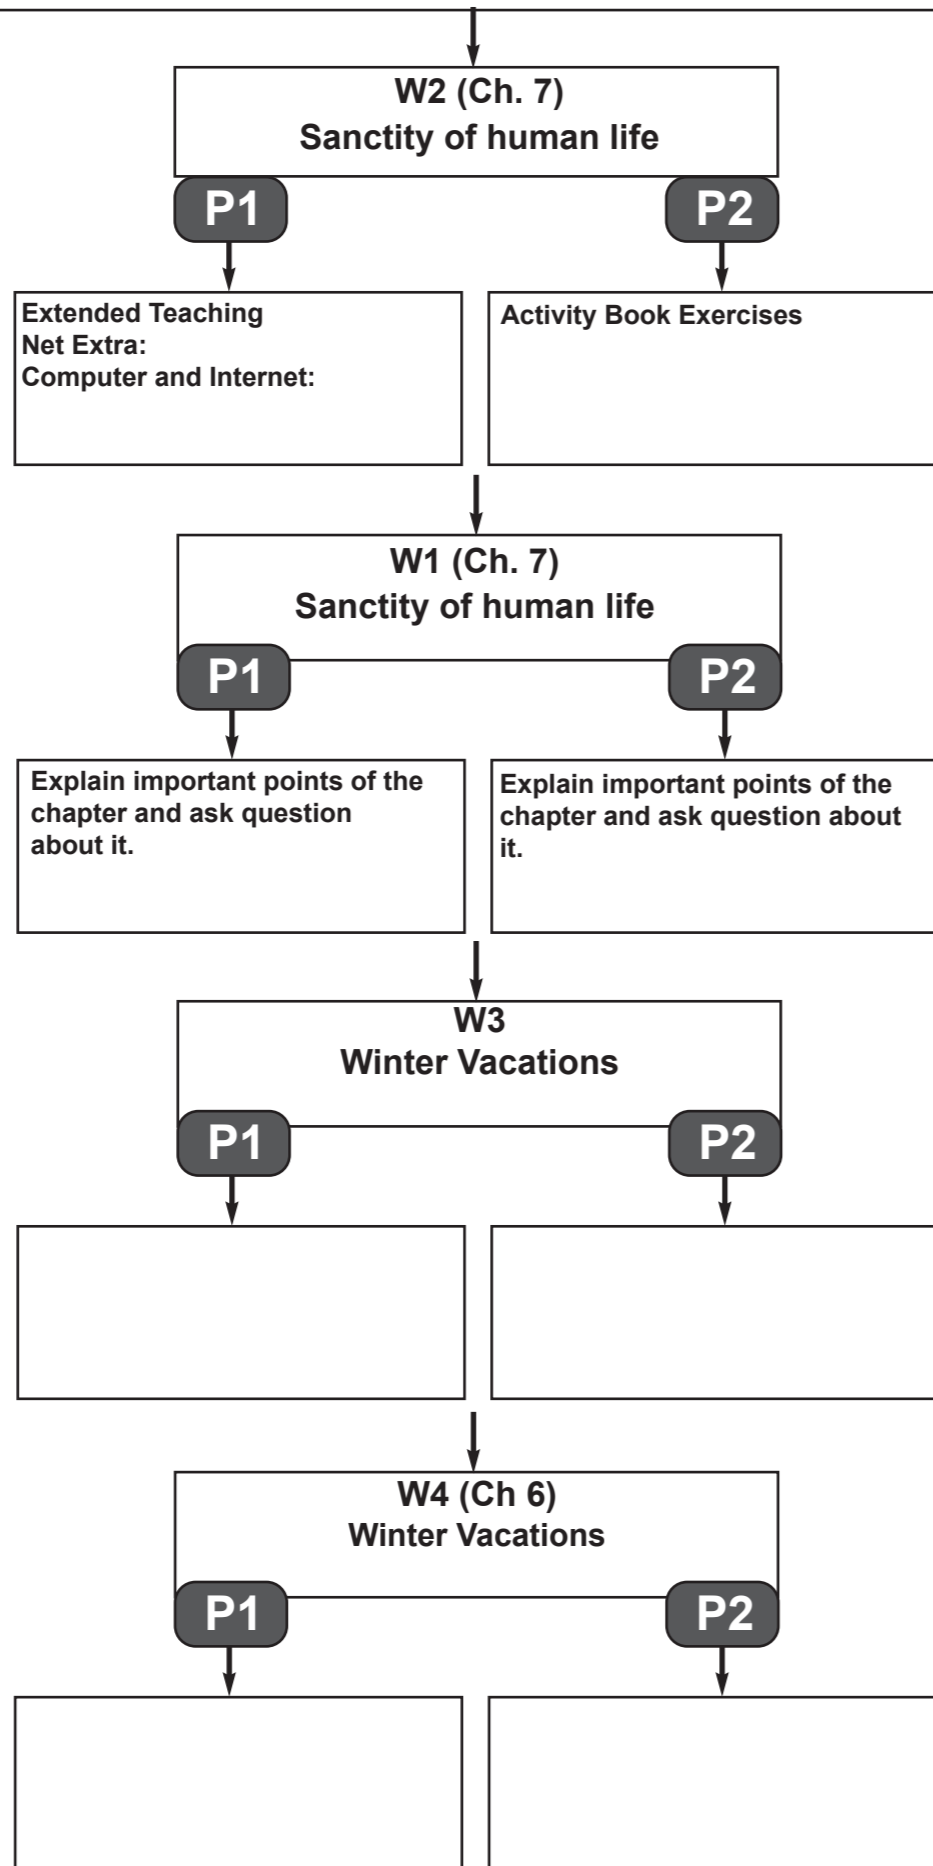 W2 (Ch. 7)
Sanctity of human life
P1
P2
Extended Teaching
Net Extra:
Computer and Internet:
Activity Book Exercises
W1 (Ch. 7)
Sanctity of human life
P1
P2
Explain important points of the
chapter and ask question
about it.
Explain important points of the
chapter and ask question about
it.
W3
Winter Vacations
P1
P2
W4 (Ch 6)
Winter Vacations
P1
P2